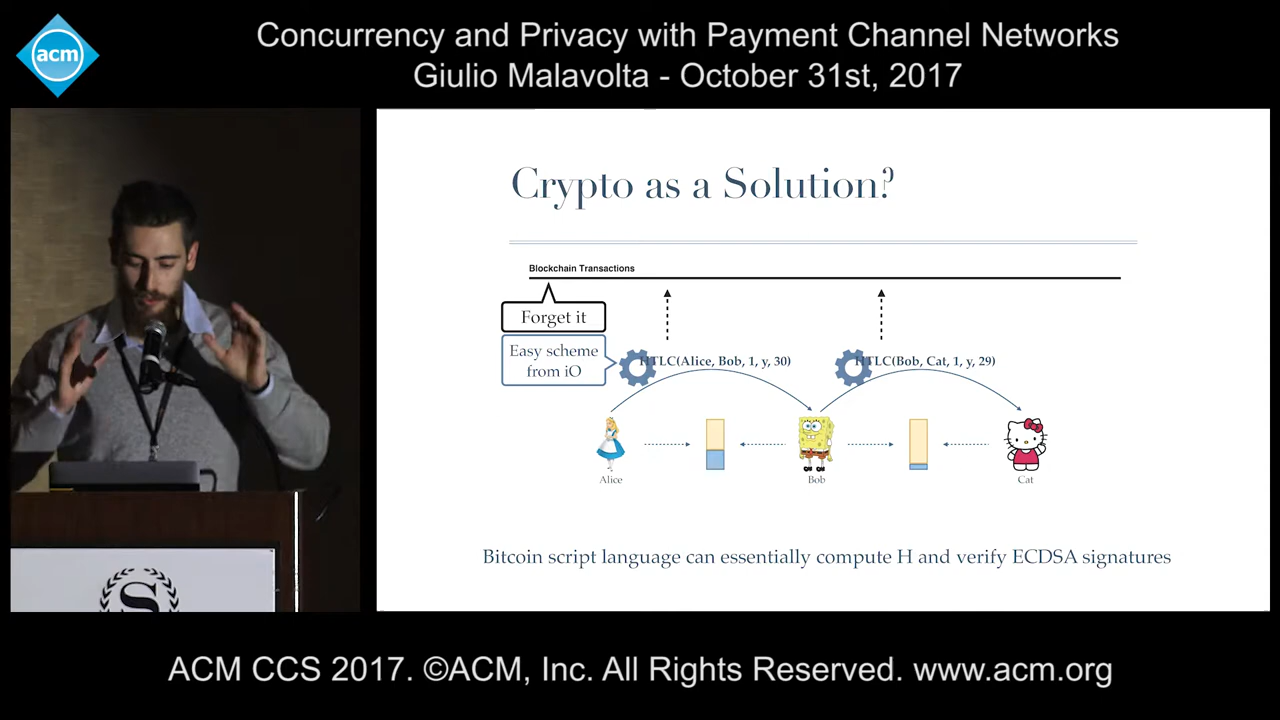 acm
Concurrency and Privacy with Payment Channel Networks
Giulio Malavolta - October 31st, 2017
Crypto as a Solution?
Blockchain Transactions
Forget it
Easy scheme
from iO
HTLC(Alice, Bob, 1, y, 30)
HTLC(Bob, Cat, 1, y, 29)
Alice
Bob
Cat
Bitcoin script language can essentially compute H and verify ECDSA signatures
ACM CCS 2017. ©ACM, Inc. All Rights Reserved. www.acm.org